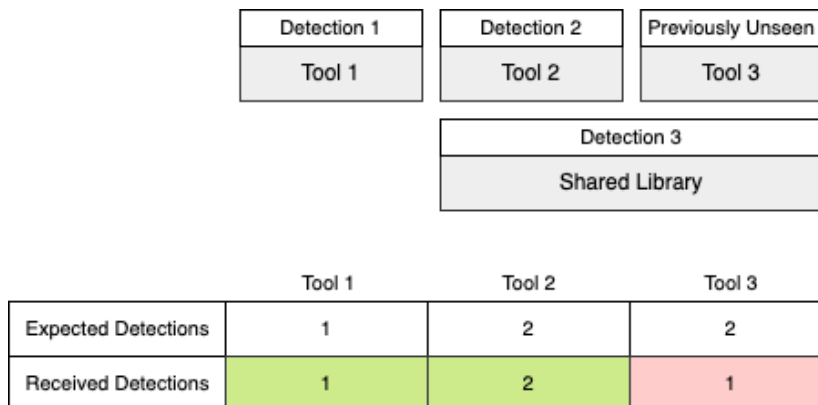 Detection 1 Detection 2 Previously Unseen
Tool 1 Tool 2 Tool 3
Detection 3
Shared Library
Tool 1 Tool 2 Tool 3
Expected Detections 1 2 2
Received Detections 1 2 1